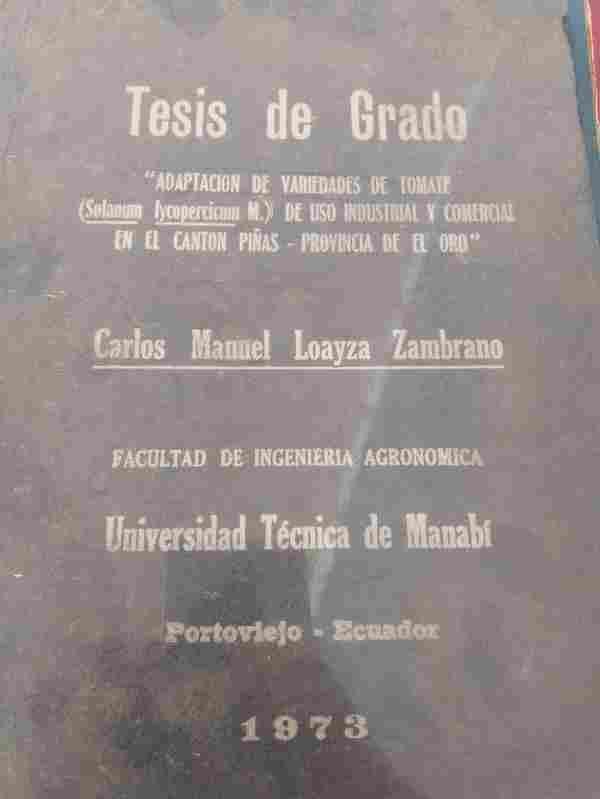 Tesis de Grado
"ADAPTACION DE VARIEDADES DE TOMATE
(Solanum lycopercicun M.) DE USO INDUSTRIAL Y COMERCIAL
EN EL CANTON PIÑAS - PROVINCIA DE EL ORO"
Carlos Manuel Loayza Zambrano
FACULTAD DE INGENIERIA AGRONOMICA
Universidad Técnica de Manabí
Portoviejo - Ecuador
1973